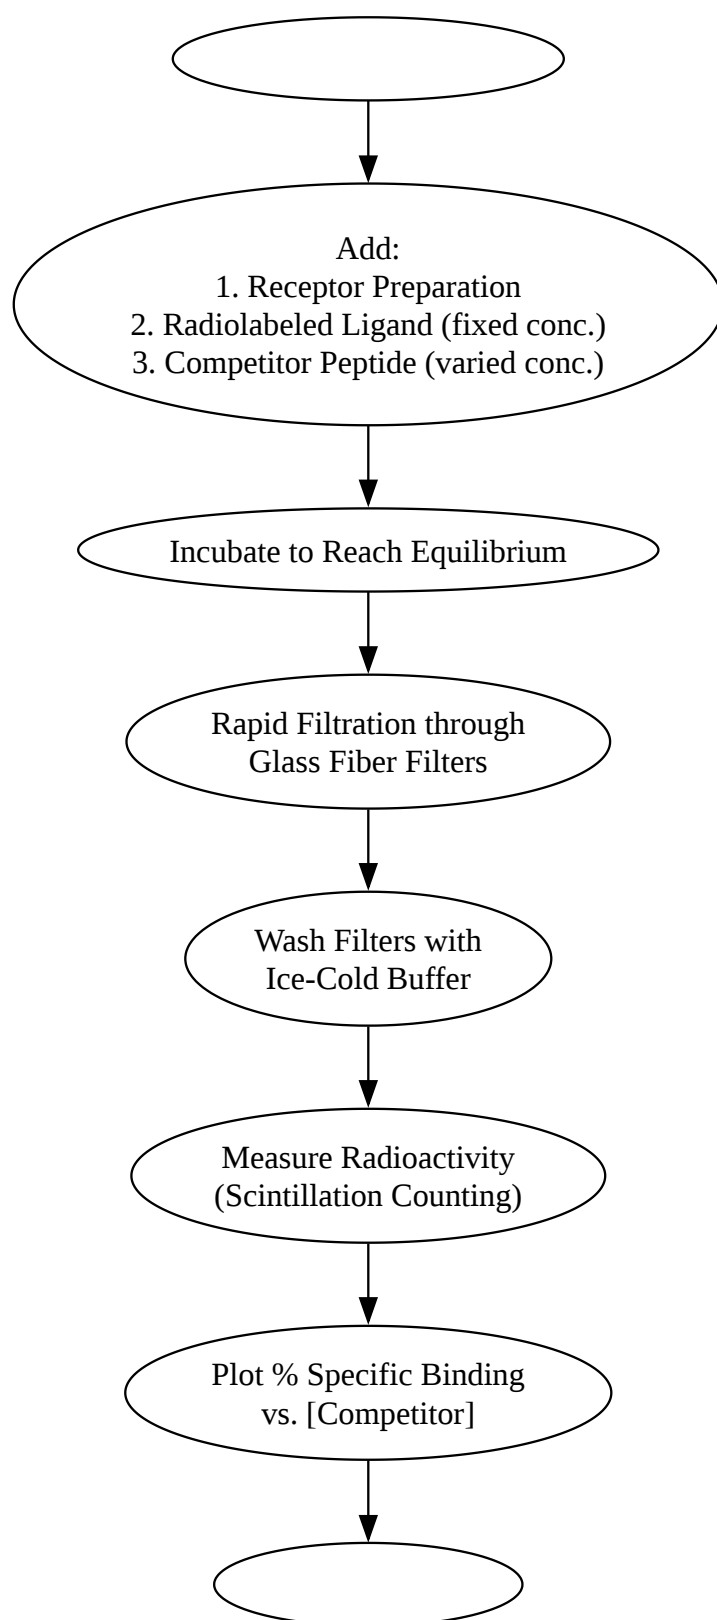 Add:
1. Receptor Preparation
2. Radiolabeled Ligand (fixed conc.)
3. Competitor Peptide (varied conc.)
Incubate to Reach Equilibrium
Rapid Filtration through
Glass Fiber Filters
Wash Filters with
Ice-Cold Buffer
Measure Radioactivity
(Scintillation Counting)
Plot % Specific Binding
vs. [Competitor]